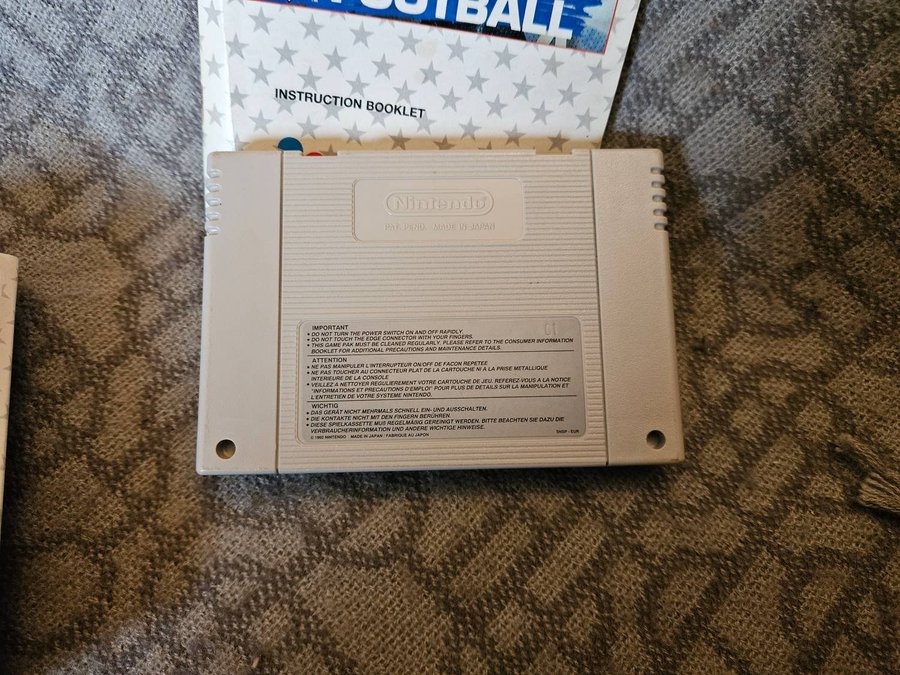 FOOTBALL
INSTRUCTION BOOKLET
Nintendo
PAT. PEND. MADE IN JAPAN
IMPORTANT
• DO NOT TURN THE POWER SWITCH ON AND OFF RAPIDLY.
• DO NOT TOUCH THE EDGE CONNECTOR WITH YOUR FINGERS.
• THIS GAME PAK MUST BE CLEANED REGULARLY. PLEASE REFER TO THE CONSUMER INFORMATION
BOOKLET FOR ADDITIONAL PRECAUTIONS AND MAINTENANCE DETAILS.
ATTENTION
• NE PAS MANIPULER L'INTERRUPTEUR ON/OFF DE FACON REPETEE
• NE PAS TOUCHER AU CONNECTEUR PLAT DE LA CARTOUCHE NI A LA PRISE METALLIQUE
INTERIEURE DE LA CONSOLE
• VEILLEZ A NETTOYER REGULIEREMENT VOTRE CARTOUCHE DE JEU. REFEREZ-VOUS A LA NOTICE
"INFORMATIONS ET PRECAUTIONS D'EMPLOI" POUR PLUS DE DETAILS SUR LA MANIPULATION ET
L'ENTRETIEN DE VOTRE SYSTEME NINTENDO.
WICHTIG
• DAS GERÄT NICHT MEHRMALS SCHNELL EIN- UND AUSSCHALTEN.
• DIE KONTAKTE NICHT MIT DEN FINGERN BERÜHREN.
• DIESE SPIELKASSETTE MUß REGELMÄßIG GEREINIGT WERDEN. BITTE BEACHTEN SIE DAZU DIE
VERBRAUCHERINFORMATION UND ANDERE WICHTIGE HINWEISE.
© 1992 NINTENDO MADE IN JAPAN / FABRIQUE AU JAPON
SNSP - EUR